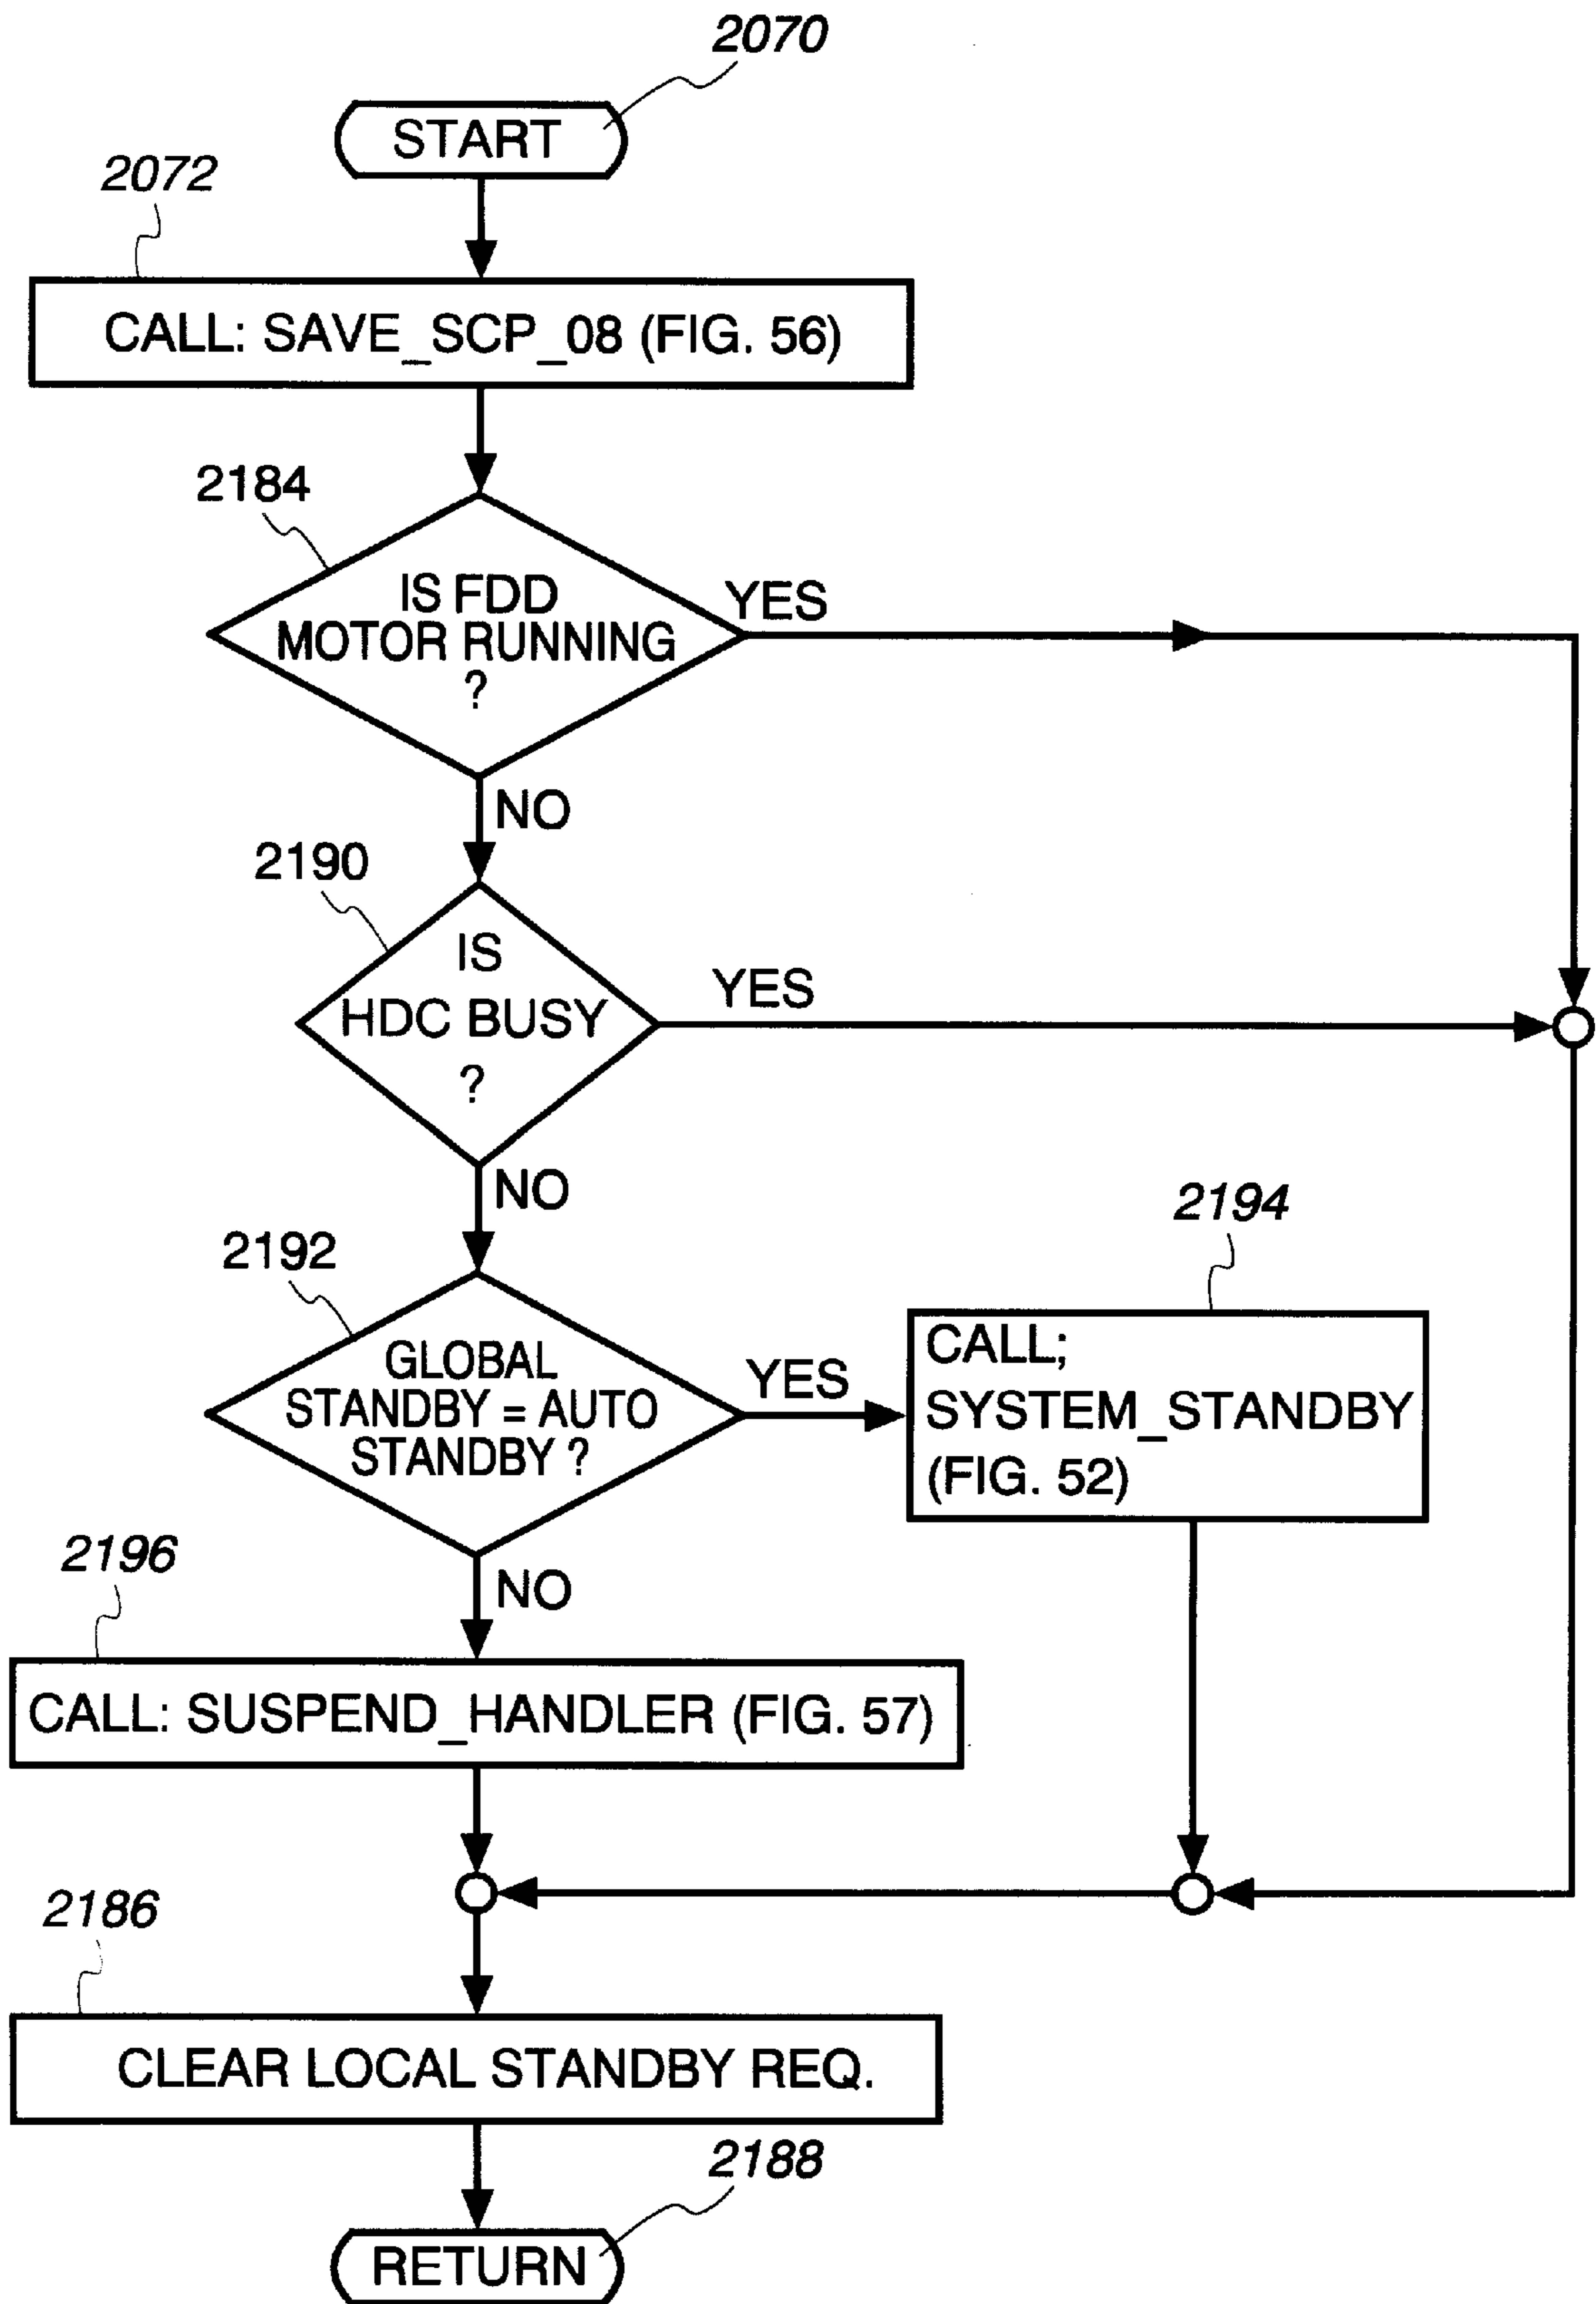 2070
START
2072
CALL: SAVE_SCP_08 (FIG. 56)
2184
IS FDD
MOTOR RUNNING
?
YES
NO
2190
IS
HDC BUSY
?
YES
NO
2192
GLOBAL
STANDBY = AUTO
STANDBY ?
YES
2194
CALL;
SYSTEM_STANDBY
(FIG. 52)
NO
2196
CALL: SUSPEND_HANDLER (FIG. 57)
2186
CLEAR LOCAL STANDBY REQ.
2188
RETURN